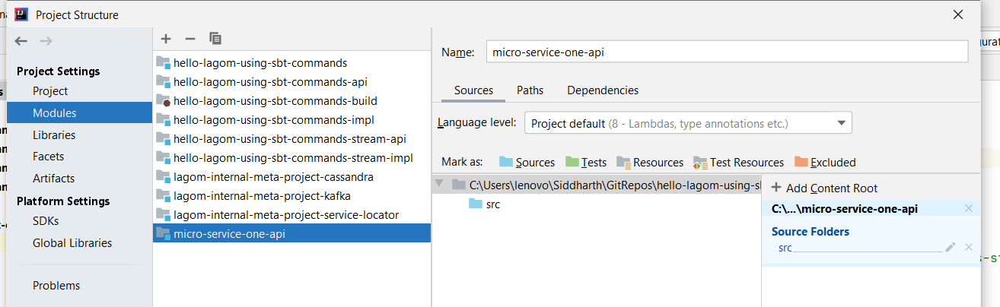 Project Structure
Project Settings
Project
Modules
Libraries
Facets
Artifacts
Platform Settings
SDKs
Global Libraries
Problems
hello-lagom-using-sbt-commands
hello-lagom-using-sbt-commands-api
hello-lagom-using-sbt-commands-build
hello-lagom-using-sbt-commands-impl
hello-lagom-using-sbt-commands-stream-api
hello-lagom-using-sbt-commands-stream-impl
lagom-internal-meta-project-cassandra
lagom-internal-meta-project-kafka
lagom-internal-meta-project-service-locator
micro-service-one-api
Name: micro-service-one-api
Sources Paths Dependencies
Language level: Project default (8 - Lambdas, type annotations etc.)
Mark as: Sources Tests Resources Test Resources Excluded
C:\Users\lenovo\Siddharth\GitRepos\hello-lagom-using-sl
src
Add Content Root
C:\...\micro-service-one-api
Source Folders
src